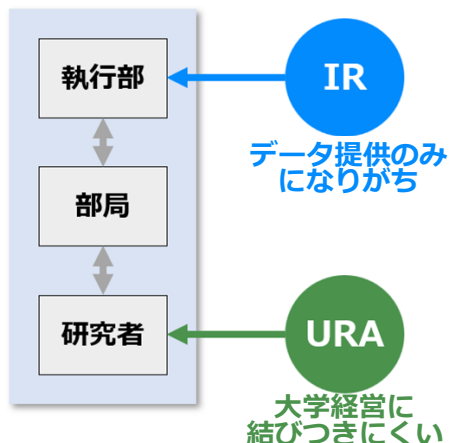 執行部
IR
データ提供のみ
になりがち
部局
研究者
URA
大学経営に
結びつきにくい